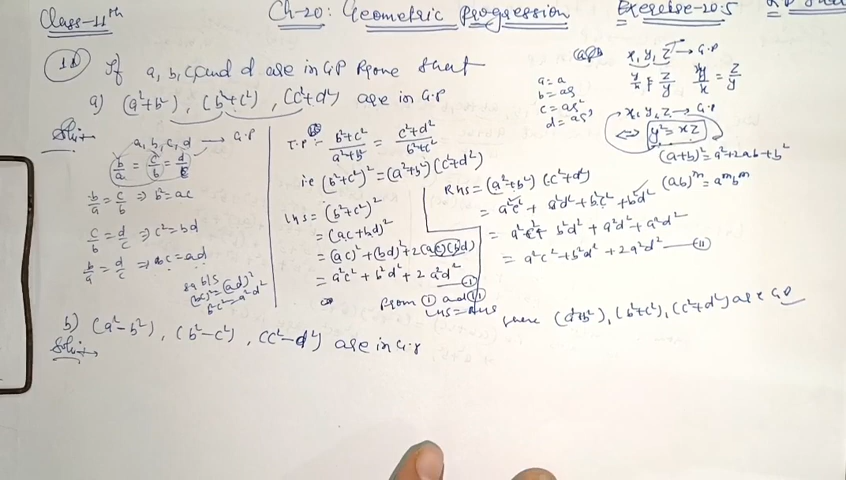 Class-11th
Ch-20: Geometric Progression
Exercise-20.5
11 If a, b, c, and d are in GP Prove that
a) (a²+b²), (b²+c²), (c²+d²) are in G.P
Soln:-
a, b, c, d → G.P
b/a = c/b = d/c
b/a = c/b ⇒ b²=ac
c/b = d/c ⇒ c²=bd
b/a = d/c ⇒ bc=ad
sq b/s
(bc)²=(ad)²
b²c²=a²d²
T.P:- (b²+c²)/(a²+b²) = (c²+d²)/(b²+c²)
i.e (b²+c²)² = (a²+b²)(c²+d²)
LHS = (b²+c²)²
= (ac+bd)²
= (ac)²+(bd)²+2(ac)(bd)
= a²c²+b²d²+2a²d² —(i)
From (i) and (ii)
LHS=RHS
a=a
b=ar
c=ar²
d=ar³
x, y, z → G.P
y/x = z/y
x, y, z → G.P
⇔ y²=xz
(a+b)²=a²+2ab+b²
(ab)ᵐ=aᵐbᵐ
RHS = (a²+b²)(c²+d²)
= a²c²+a²d²+b²c²+b²d²
= a²c²+b²d²+a²d²+a²d²
= a²c²+b²d²+2a²d² —(ii)
(a²+b²), (b²+c²), (c²+d²) are G.P
b) (a²-b²), (b²-c²), (c²-d²) are in G.P
Soln:-